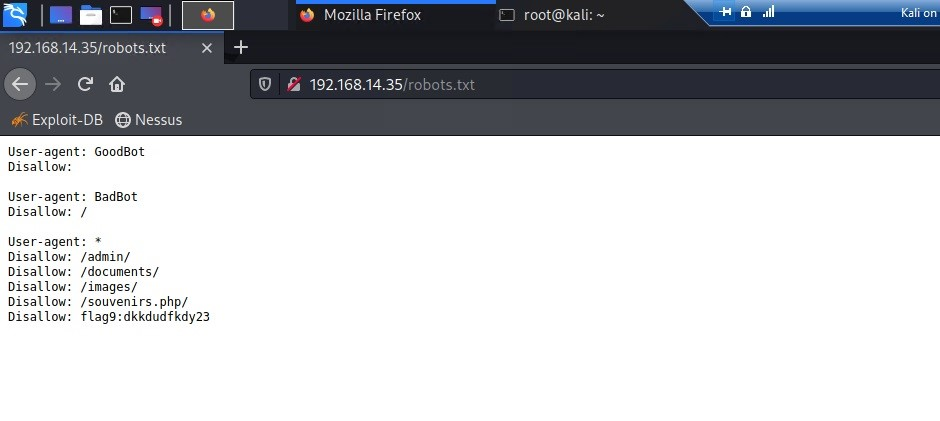 Mozilla Firefox
root@kali: ~
Kali on
192.168.14.35/robots.txt
192.168.14.35/robots.txt
Exploit-DB
Nessus
User-agent: GoodBot
Disallow:
User-agent: BadBot
Disallow: /
User-agent: *
Disallow: /admin/
Disallow: /documents/
Disallow: /images/
Disallow: /souvenirs.php/
Disallow: flag9:dkkdudfkdy23